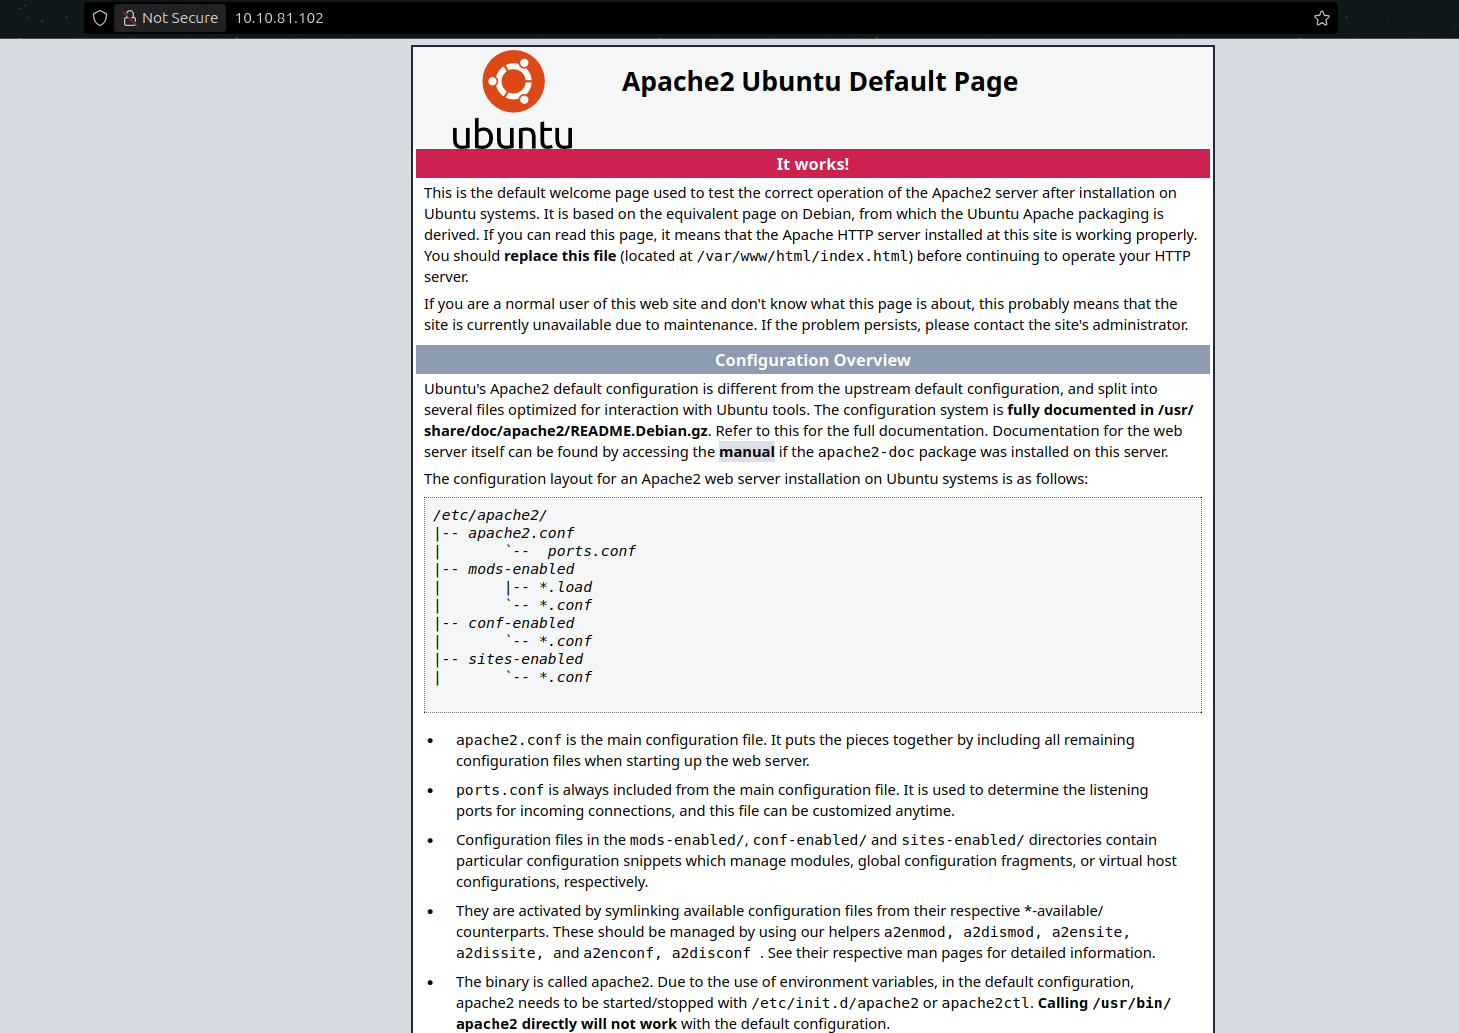 Not Secure 10.10.81.102
ubuntu
Apache2 Ubuntu Default Page
It works!
This is the default welcome page used to test the correct operation of the Apache2 server after installation on
Ubuntu systems. It is based on the equivalent page on Debian, from which the Ubuntu Apache packaging is
derived. If you can read this page, it means that the Apache HTTP server installed at this site is working properly.
You should replace this file (located at /var/www/html/index.html) before continuing to operate your HTTP
server.
If you are a normal user of this web site and don't know what this page is about, this probably means that the
site is currently unavailable due to maintenance. If the problem persists, please contact the site's administrator.
Configuration Overview
Ubuntu's Apache2 default configuration is different from the upstream default configuration, and split into
several files optimized for interaction with Ubuntu tools. The configuration system is fully documented in /usr/
share/doc/apache2/README.Debian.gz. Refer to this for the full documentation. Documentation for the web
server itself can be found by accessing the manual if the apache2-doc package was installed on this server.
The configuration layout for an Apache2 web server installation on Ubuntu systems is as follows:
/etc/apache2/
|-- apache2.conf
|       `--  ports.conf
|-- mods-enabled
|       |-- *.load
|       `-- *.conf
|-- conf-enabled
|       `-- *.conf
|-- sites-enabled
|       `-- *.conf
• apache2.conf is the main configuration file. It puts the pieces together by including all remaining
configuration files when starting up the web server.
• ports.conf is always included from the main configuration file. It is used to determine the listening
ports for incoming connections, and this file can be customized anytime.
• Configuration files in the mods-enabled/, conf-enabled/ and sites-enabled/ directories contain
particular configuration snippets which manage modules, global configuration fragments, or virtual host
configurations, respectively.
• They are activated by symlinking available configuration files from their respective *-available/
counterparts. These should be managed by using our helpers a2enmod, a2dismod, a2ensite,
a2dissite, and a2enconf, a2disconf . See their respective man pages for detailed information.
• The binary is called apache2. Due to the use of environment variables, in the default configuration,
apache2 needs to be started/stopped with /etc/init.d/apache2 or apache2ctl. Calling /usr/bin/
apache2 directly will not work with the default configuration.